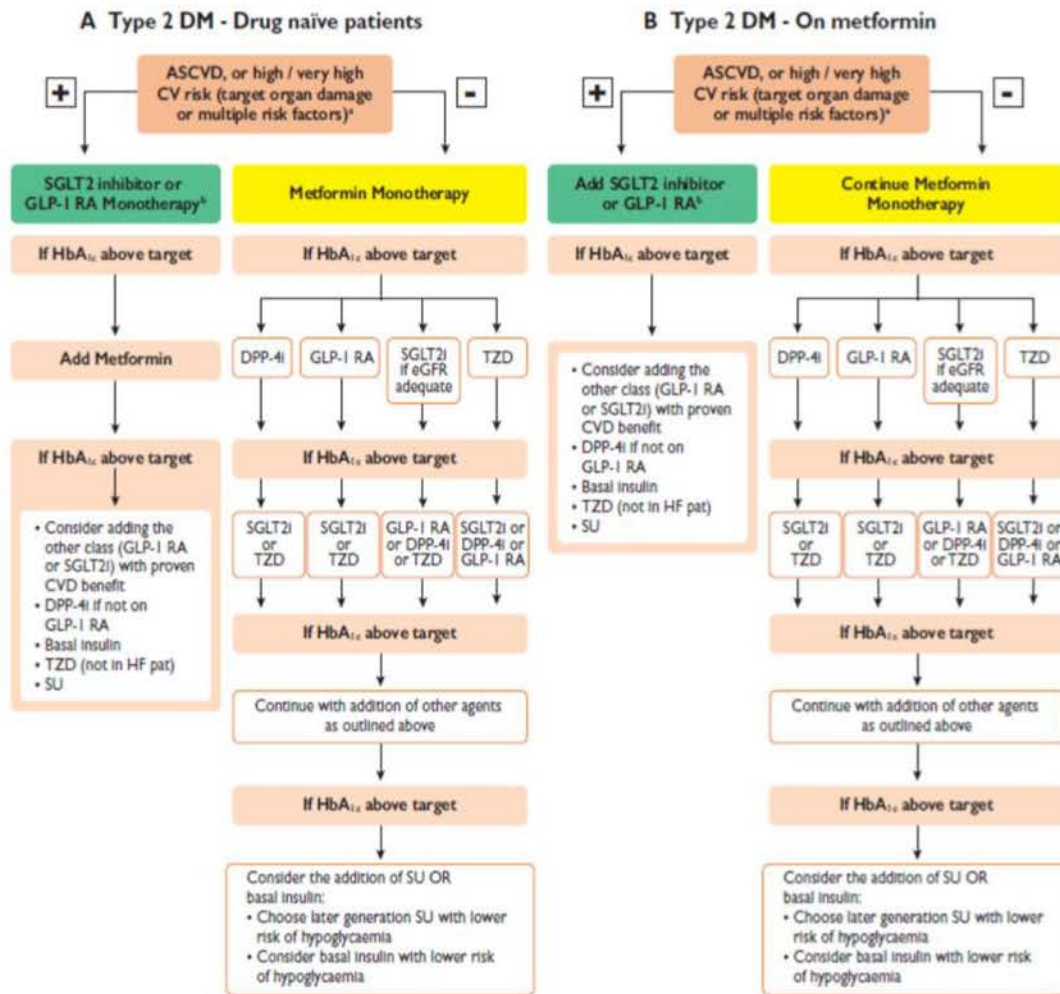 A Type 2 DM - Drug naïve patients
+
ASCVD, or high / very high
CV risk (target organ damage
or multiple risk factors)ᵃ
-
SGLT2 inhibitor or
GLP-1 RA Monotherapyᵇ
Metformin Monotherapy
If HbA₁c above target
If HbA₁c above target
Add Metformin
DPP-4i
GLP-1 RA
SGLT2i
if eGFR
adequate
TZD
If HbA₁c above target
If HbA₁c above target
• Consider adding the
other class (GLP-1 RA
or SGLT2i) with proven
CVD benefit
• DPP-4i if not on
GLP-1 RA
• Basal insulin
• TZD (not in HF pat)
• SU
SGLT2i
or
TZD
SGLT2i
or
TZD
GLP-1 RA
or DPP-4i
or TZD
SGLT2i or
DPP-4i or
GLP-1 RA
If HbA₁c above target
Continue with addition of other agents
as outlined above
If HbA₁c above target
Consider the addition of SU OR
basal insulin:
• Choose later generation SU with lower
risk of hypoglycaemia
• Consider basal insulin with lower risk
of hypoglycaemia
B Type 2 DM - On metformin
+
ASCVD, or high / very high
CV risk (target organ damage
or multiple risk factors)ᵃ
-
Add SGLT2 inhibitor
or GLP-1 RAᵇ
Continue Metformin
Monotherapy
If HbA₁c above target
If HbA₁c above target
• Consider adding the
other class (GLP-1 RA
or SGLT2i) with proven
CVD benefit
• DPP-4i if not on
GLP-1 RA
• Basal insulin
• TZD (not in HF pat)
• SU
DPP-4i
GLP-1 RA
SGLT2i
if eGFR
adequate
TZD
If HbA₁c above target
SGLT2i
or
TZD
SGLT2i
or
TZD
GLP-1 RA
or DPP-4i
or TZD
SGLT2i or
DPP-4i or
GLP-1 RA
If HbA₁c above target
Continue with addition of other agents
as outlined above
If HbA₁c above target
Consider the addition of SU OR
basal insulin:
• Choose later generation SU with lower
risk of hypoglycaemia
• Consider basal insulin with lower risk
of hypoglycaemia